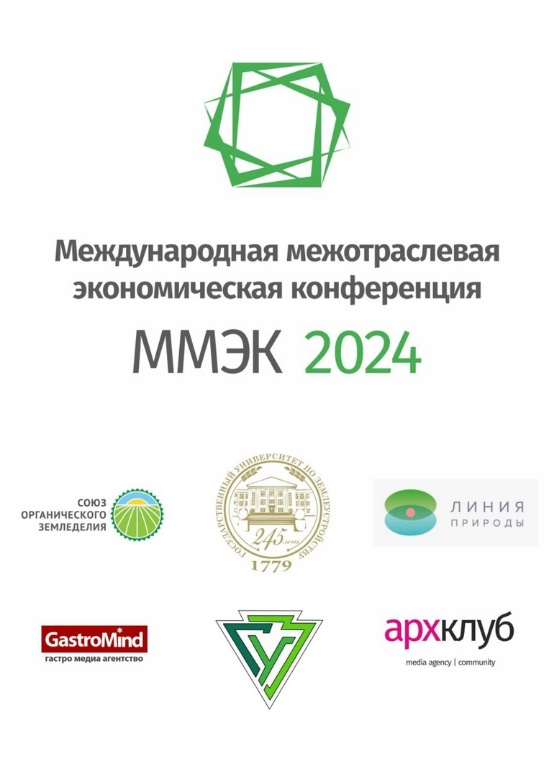 Международная межотраслевая
экономическая конференция
ММЭК 2024
СОЮЗ
ОРГАНИЧЕСКОГО
ЗЕМЛЕДЕЛИЯ
ГОСУДАРСТВЕННЫЙ УНИВЕРСИТЕТ ПО ЗЕМЛЕУСТРОЙСТВУ
245 лет
1779
ЛИНИЯ
ПРИРОДЫ
GastroMind
гастро медиа агентство
архклуб
media agency | community